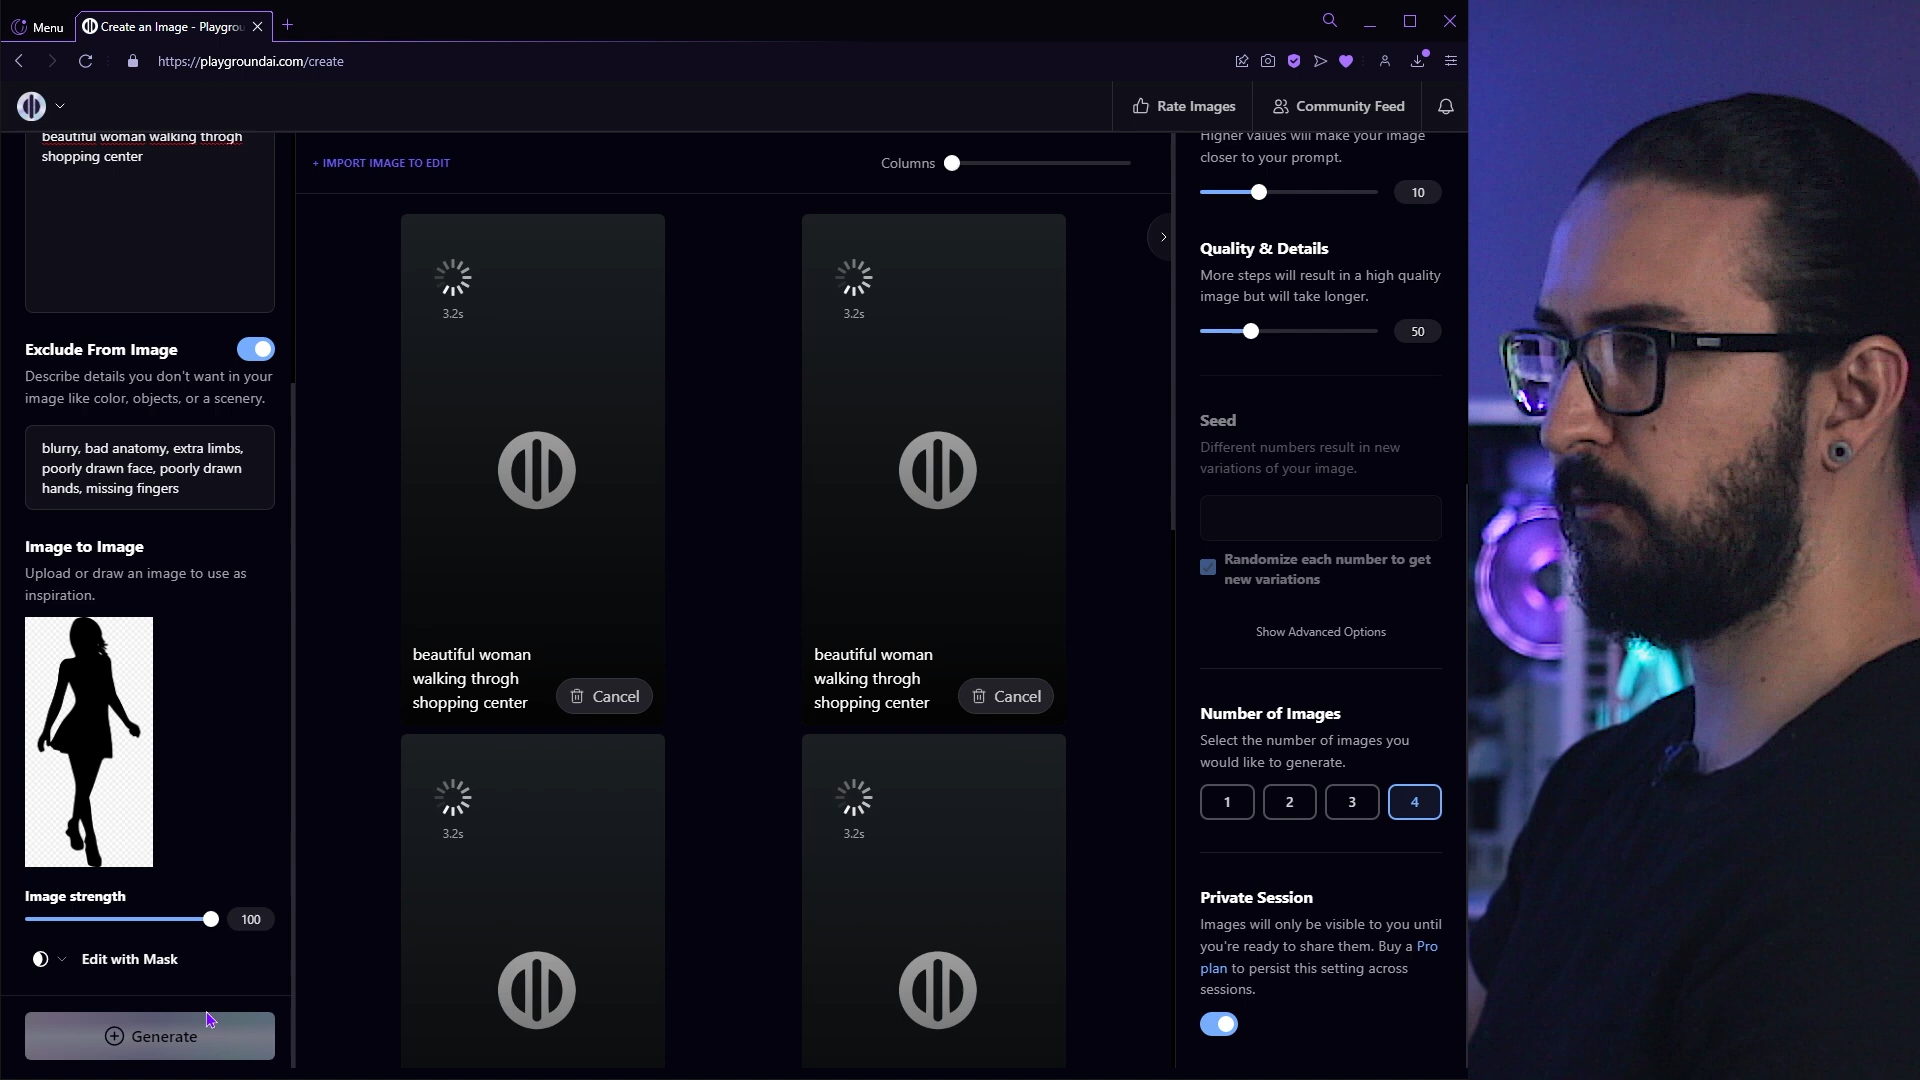 Menu
Create an Image - Playgrou
https://playgroundai.com/create
Rate Images
Community Feed
beautiful woman walking throgh
shopping center
Exclude From Image
Describe details you don't want in your
image like color, objects, or a scenery.
blurry, bad anatomy, extra limbs,
poorly drawn face, poorly drawn
hands, missing fingers
Image to Image
Upload or draw an image to use as
inspiration.
Image strength
100
Edit with Mask
Generate
+ IMPORT IMAGE TO EDIT
Columns
3.2s
beautiful woman
walking throgh
shopping center
Cancel
3.2s
beautiful woman
walking throgh
shopping center
Cancel
3.2s
3.2s
Higher values will make your image
closer to your prompt.
10
Quality & Details
More steps will result in a high quality
image but will take longer.
50
Seed
Different numbers result in new
variations of your image.
Randomize each number to get
new variations
Show Advanced Options
Number of Images
Select the number of images you
would like to generate.
1
2
3
4
Private Session
Images will only be visible to you until
you're ready to share them. Buy a Pro
plan to persist this setting across
sessions.